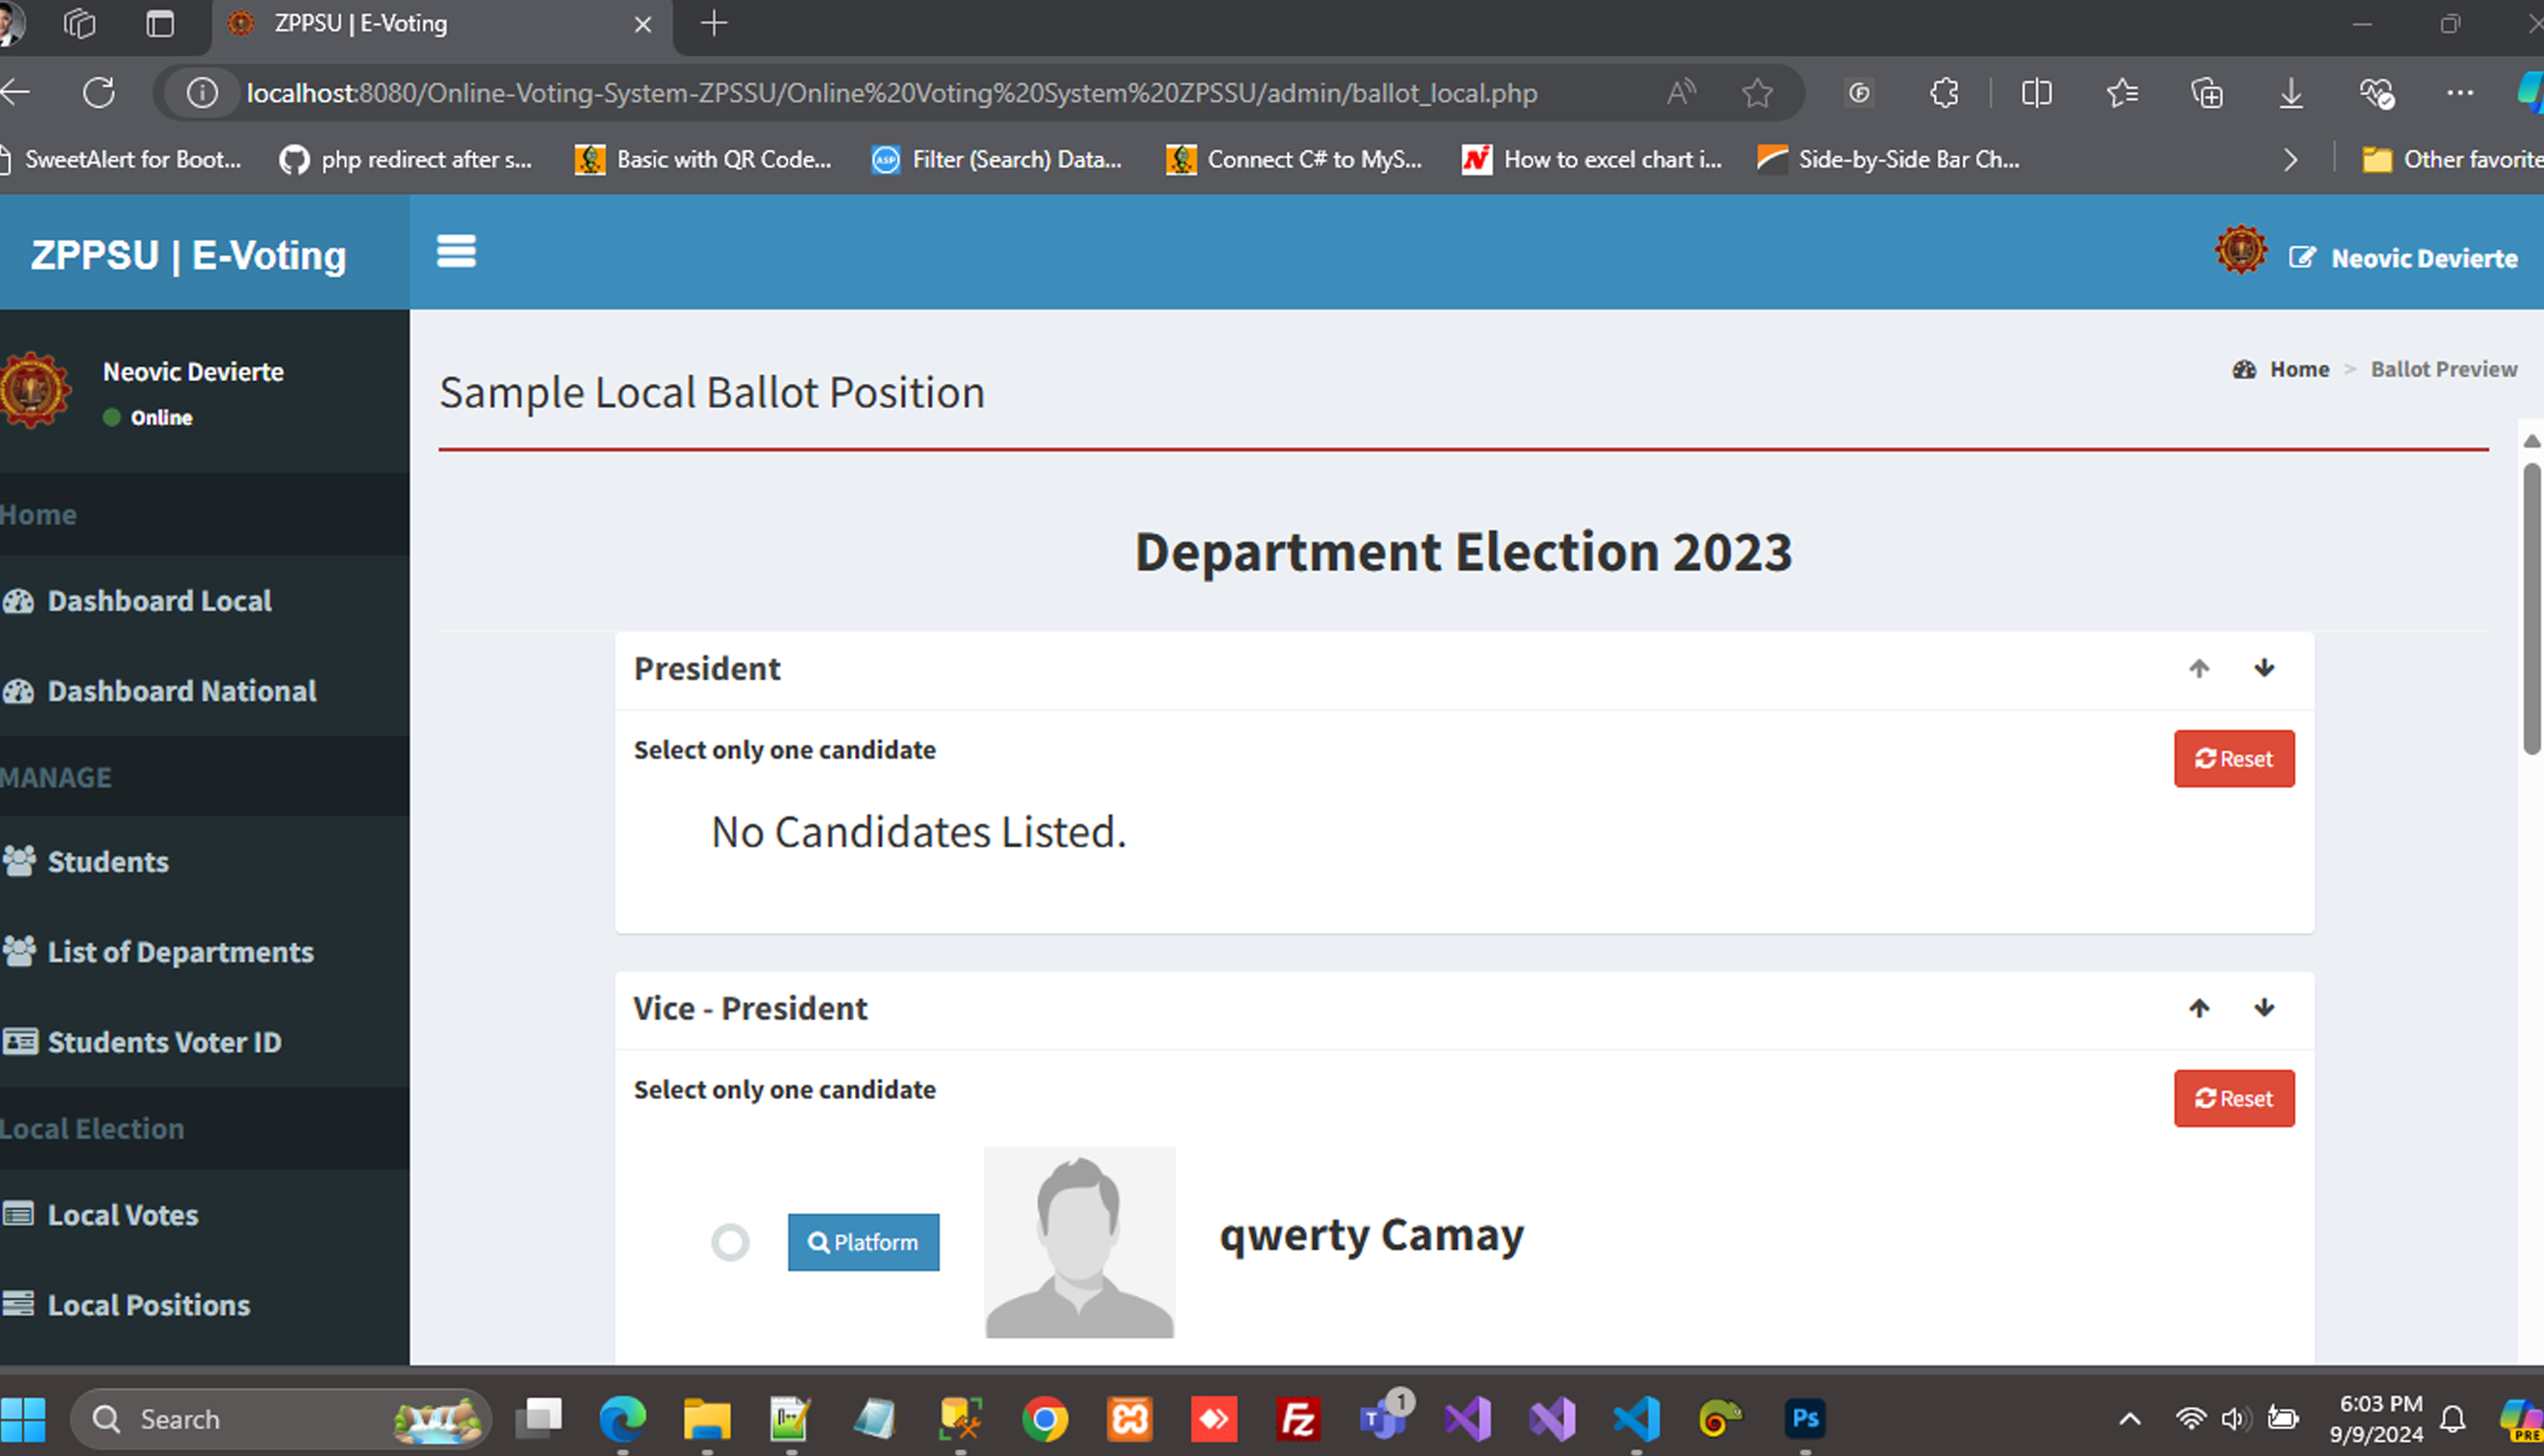 ZPPSU | E-Voting
localhost:8080/Online-Voting-System-ZPSSU/Online%20Voting%20System%20ZPSSU/admin/ballot_local.php
SweetAlert for Boot... php redirect after s... Basic with QR Code... Filter (Search) Data... Connect C# to MyS... How to excel chart i... Side-by-Side Bar Ch... Other favorite
ZPPSU | E-Voting
Neovic Devierte
Neovic Devierte
Online
Home
Dashboard Local
Dashboard National
MANAGE
Students
List of Departments
Students Voter ID
Local Election
Local Votes
Local Positions
Sample Local Ballot Position
Home > Ballot Preview
Department Election 2023
President
Select only one candidate
Reset
No Candidates Listed.
Vice - President
Select only one candidate
Reset
Platform
qwerty Camay
Search
1
Ps
6:03 PM
9/9/2024
PRE